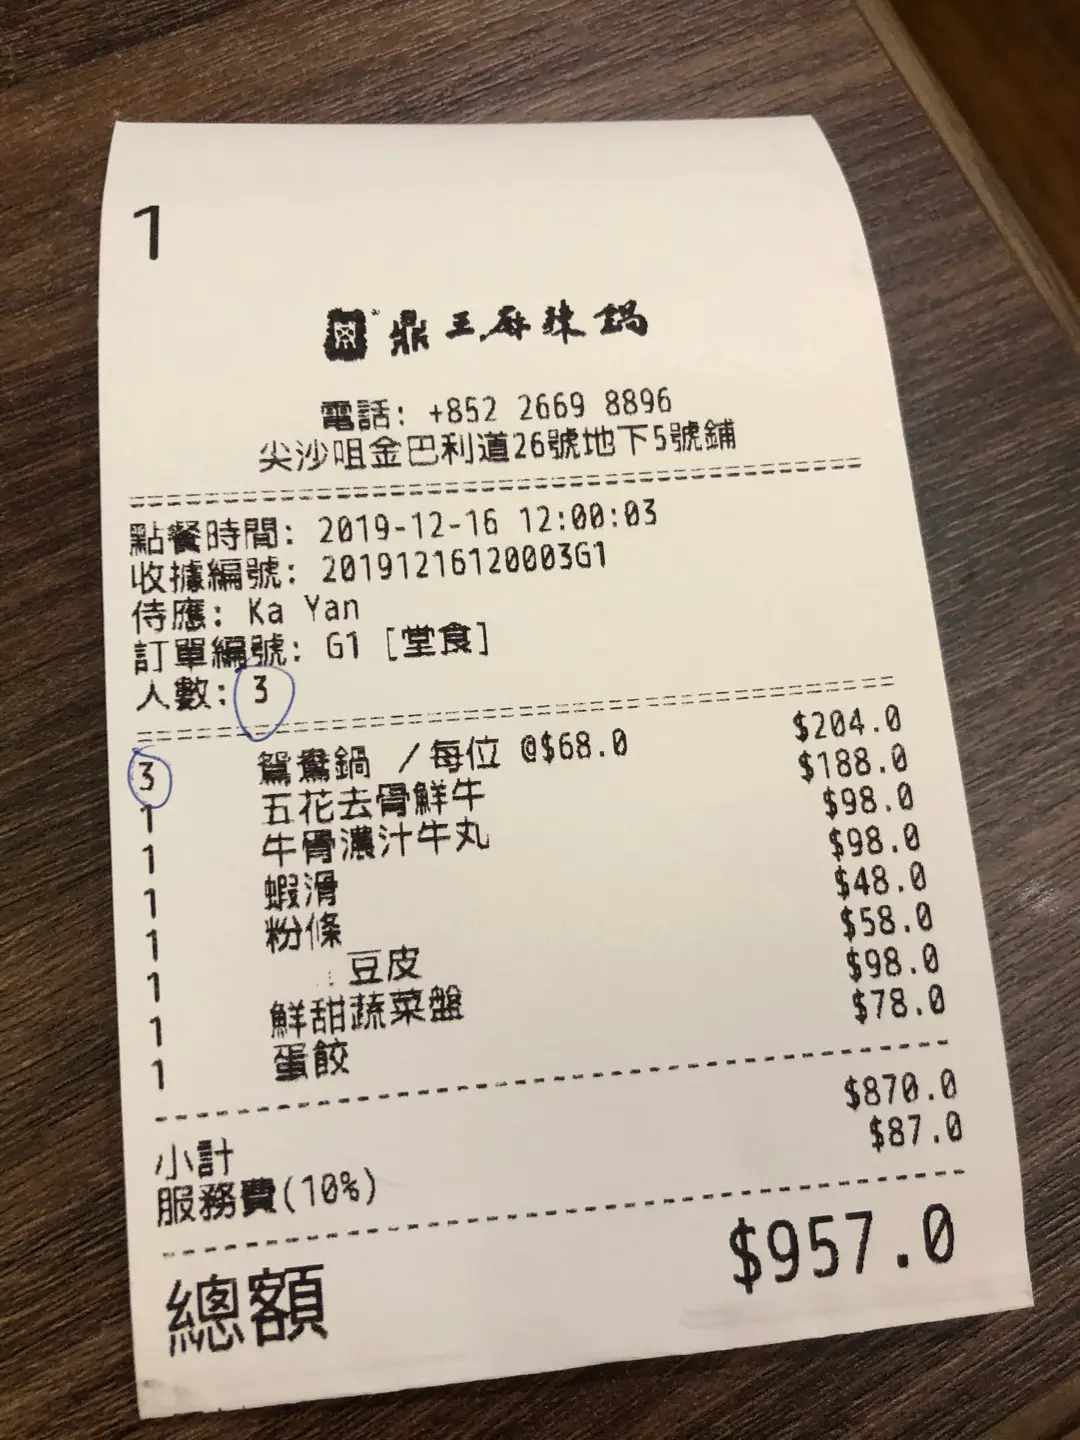 1
鼎王麻辣鍋
電話: +852 2669 8896
尖沙咀金巴利道26號地下5號鋪
點餐時間: 2019-12-16 12:00:03
收據編號: 20191216120003G1
侍應: Ka Yan
訂單編號: G1 [堂食]
人數: 3
3 鴛鴦鍋 /每位 @$68.0 $204.0
1 五花去骨鮮牛 $188.0
1 牛骨濃汁牛丸 $98.0
1 蝦滑 $98.0
1 粉條 $48.0
1 豆皮 $58.0
1 鮮甜蔬菜盤 $98.0
1 蛋餃 $78.0
小計 $870.0
服務費(10%) $87.0
總額 $957.0